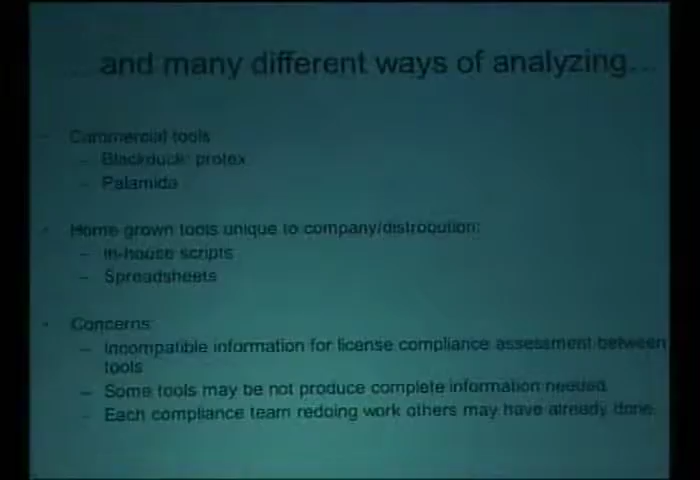 ...and many different ways of analyzing...
- Commercial tools
– Blackduck: protex
– Palamida
• Home grown tools unique to company/distribution:
– In-house scripts
– Spreadsheets
• Concerns:
– Incompatible information for license compliance assessment between
tools
– Some tools may be not produce complete information needed
– Each compliance team redoing work others may have already done.